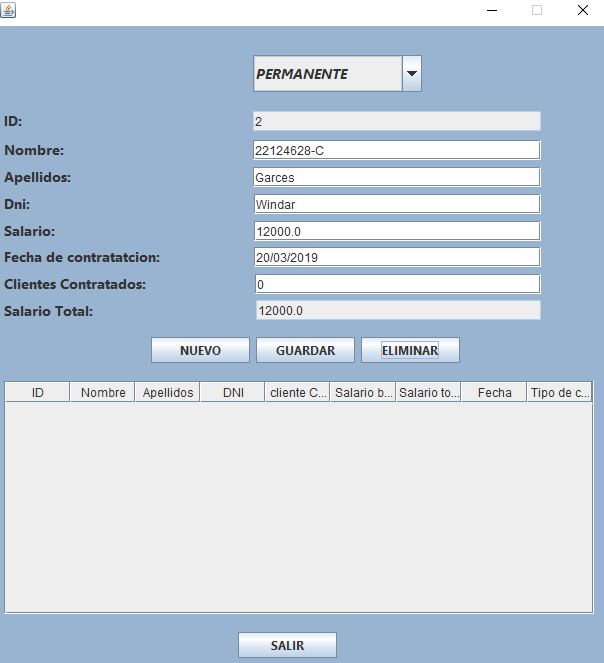 PERMANENTE
ID: 2
Nombre: 22124628-C
Apellidos: Garces
Dni: Windar
Salario: 12000.0
Fecha de contratatcion: 20/03/2019
Clientes Contratados: 0
Salario Total: 12000.0
NUEVO GUARDAR ELIMINAR
ID Nombre Apellidos DNI cliente C... Salario b... Salario to... Fecha Tipo de c...
SALIR